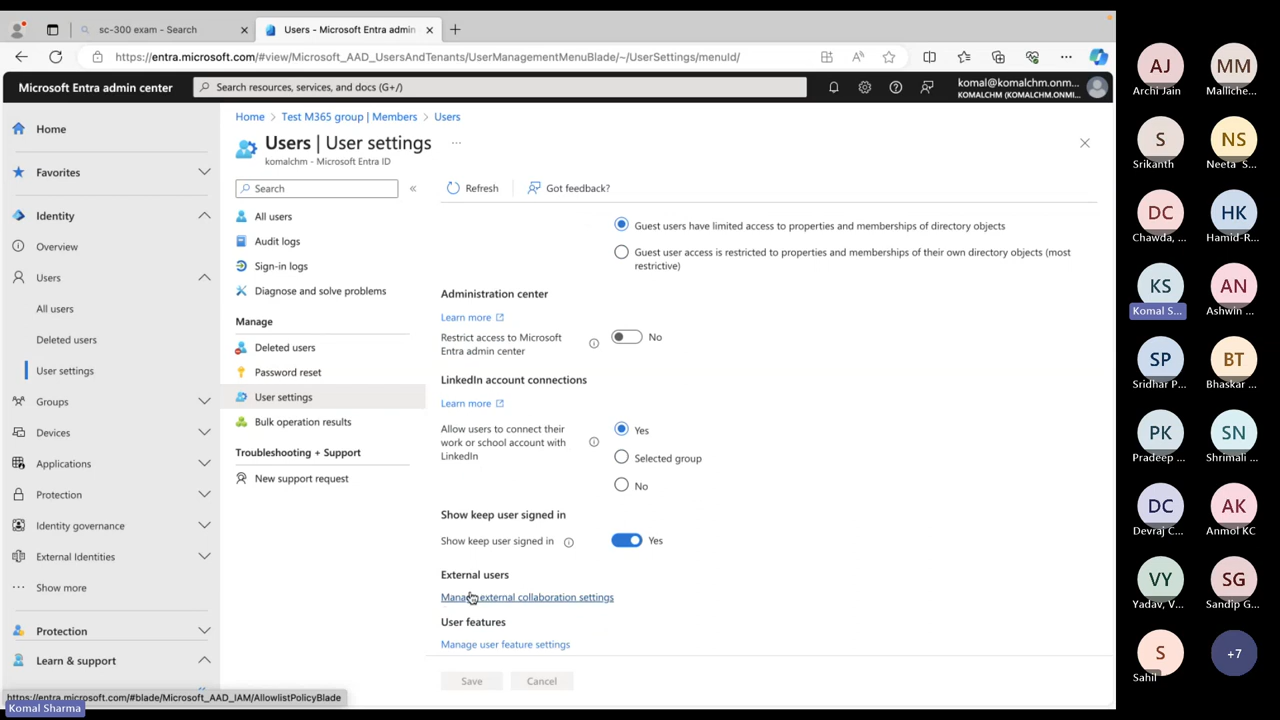 sc-300 exam - Search
Users - Microsoft Entra admin
https://entra.microsoft.com/#view/Microsoft_AAD_UsersAndTenants/UserManagementMenuBlade/~/UserSettings/menuId/
Microsoft Entra admin center
Search resources, services, and docs (G+/)
komal@komalchm.onm...
KOMALCHM (KOMALCHM.ONMI...
Home
Favorites
Identity
Overview
Users
All users
Deleted users
User settings
Groups
Devices
Applications
Protection
Identity governance
External Identities
Show more
Protection
Learn & support
https://entra.microsoft.com/#blade/Microsoft_AAD_IAM/AllowlistPolicyBlade
Komal Sharma
Home > Test M365 group | Members > Users
Users | User settings ...
komalchm - Microsoft Entra ID
Search
All users
Audit logs
Sign-in logs
Diagnose and solve problems
Manage
Deleted users
Password reset
User settings
Bulk operation results
Troubleshooting + Support
New support request
Refresh
Got feedback?
Guest users have limited access to properties and memberships of directory objects
Guest user access is restricted to properties and memberships of their own directory objects (most
restrictive)
Administration center
Learn more
Restrict access to Microsoft
Entra admin center
No
LinkedIn account connections
Learn more
Allow users to connect their
work or school account with
LinkedIn
Yes
Selected group
No
Show keep user signed in
Show keep user signed in
Yes
External users
Manage external collaboration settings
User features
Manage user feature settings
Save
Cancel
AJ
Archi Jain
MM
Malliche...
S
Srikanth
NS
Neeta S...
DC
Chawda, ...
HK
Hamid-R...
KS
Komal S...
AN
Ashwin ...
SP
Sridhar P...
BT
Bhaskar ...
PK
Pradeep ...
SN
Shrimali ...
DC
Devraj C...
AK
Anmol KC
VY
Yadav, V...
SG
Sandip G...
S
Sahil
+7